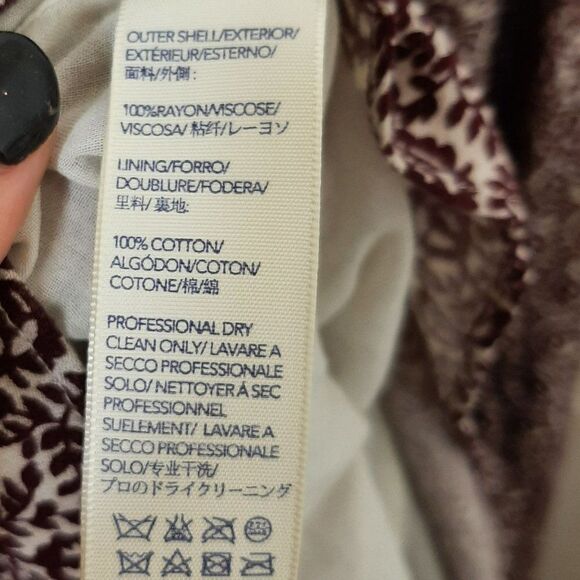 OUTER SHELL/EXTERIOR/
EXTÉRIEUR/ESTERNO/
面料/外側:
100%RAYON/VISCOSE/
VISCOSA/ 粘纤/レーヨン
LINING/FORRO/
DOUBLURE/FODERA/
里料/ 裏地:
100% COTTON/
ALGÓDON/COTON/
COTONE/棉/綿
PROFESSIONAL DRY
CLEAN ONLY/ LAVARE A
SECCO PROFESSIONALE
SOLO/ NETTOYER Á SEC
PROFESSIONNEL
SUELEMENT/ LAVARE A
SECCO PROFESSIONALE
SOLO/专业干洗/
プロのドライクリーニング